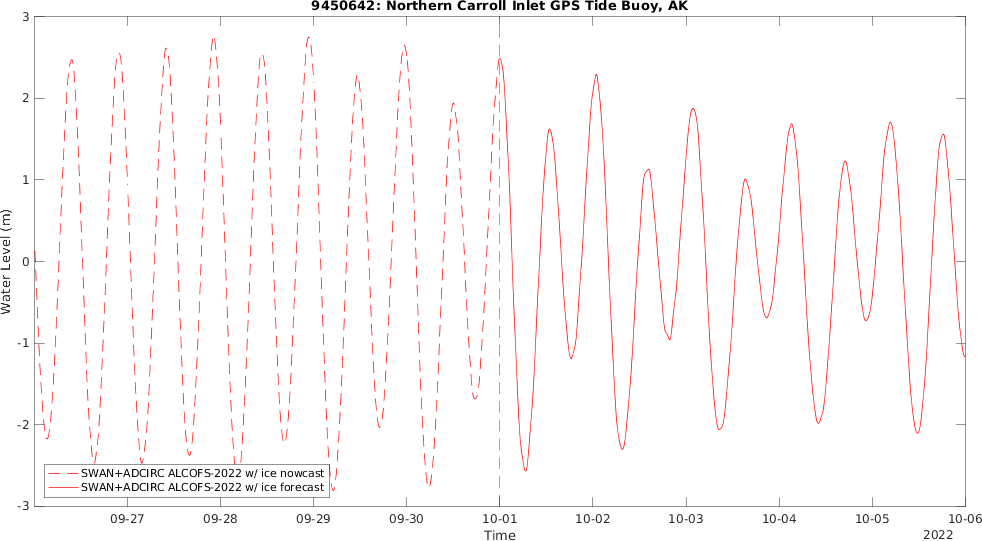 9450642: Northern Carroll Inlet GPS Tide Buoy, AK
3
2
1
0
-1
-2
-3
Water Level (m)
SWAN+ADCIRC ALCOFS-2022 w/ ice nowcast
SWAN+ADCIRC ALCOFS-2022 w/ ice forecast
09-27 09-28 09-29 09-30 10-01 10-02 10-03 10-04 10-05 10-06
Time
2022